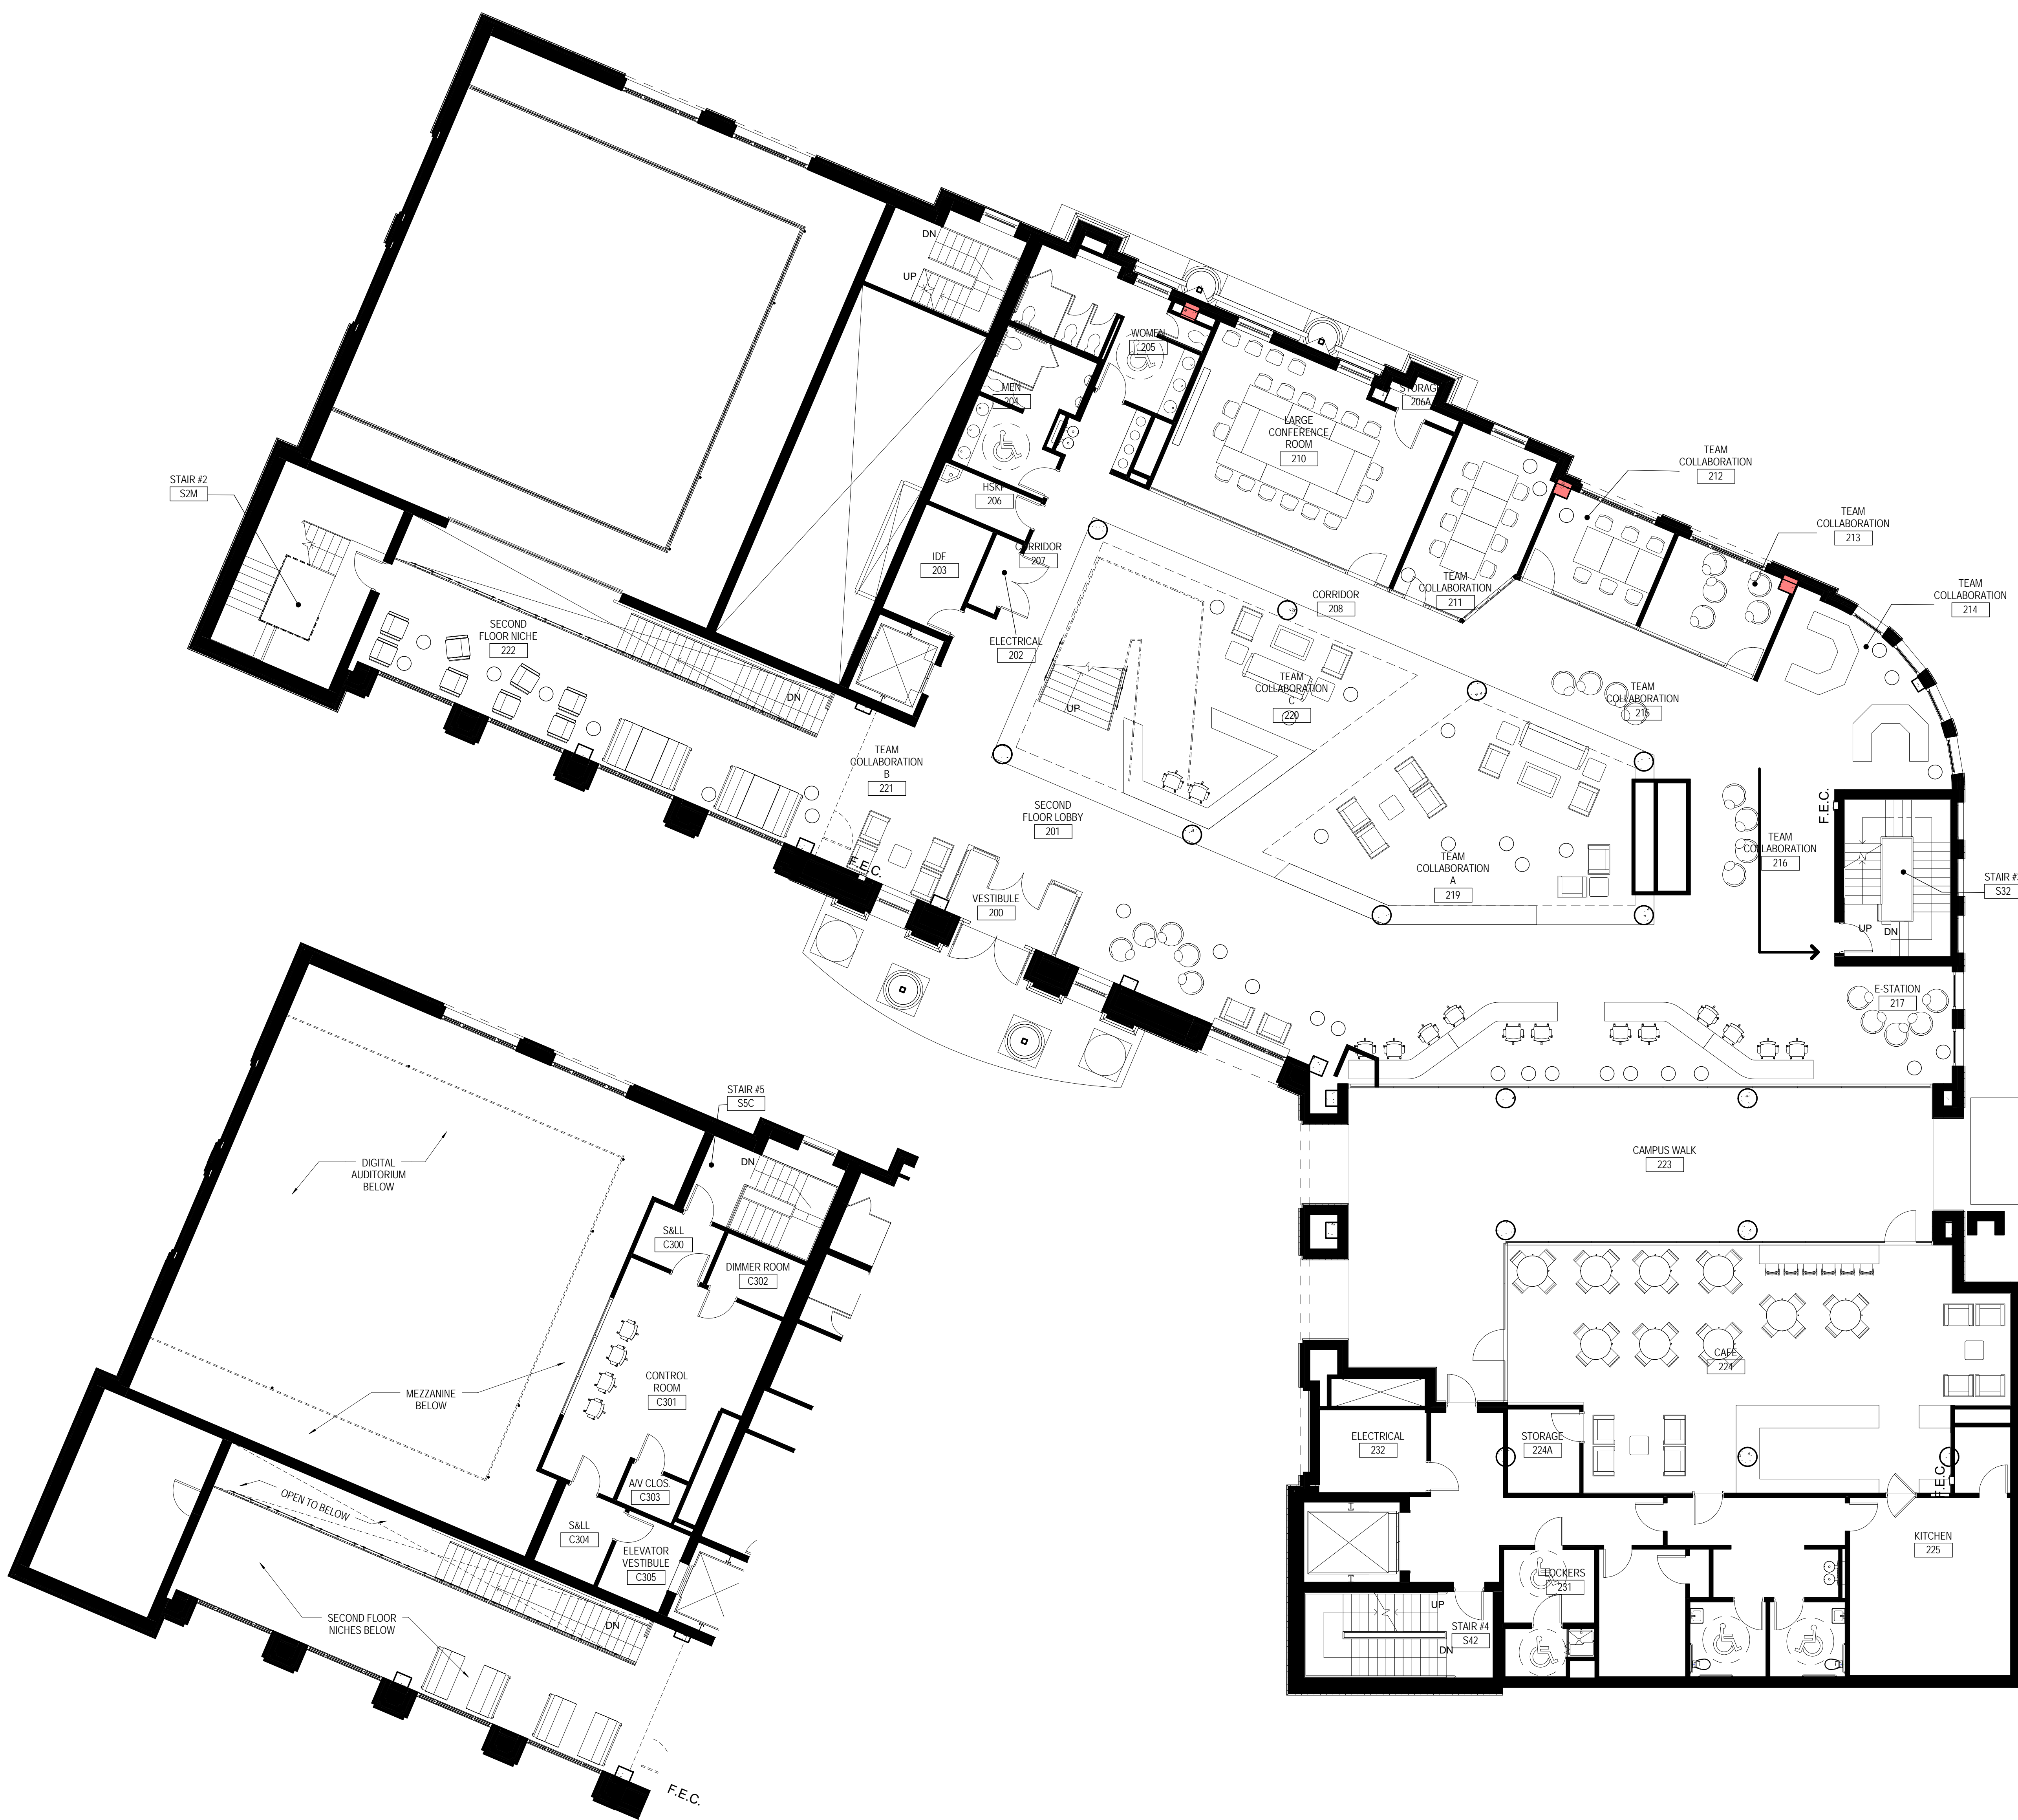 DN
UP
WOMEN
205
MEN
204
STORAGE
206A
LARGE
CONFERENCE
ROOM
210
TEAM
COLLABORATION
212
STAIR #2
S2M
HSKP
206
TEAM
COLLABORATION
213
IDF
203
CORRIDOR
207
TEAM
COLLABORATION
211
CORRIDOR
208
TEAM
COLLABORATION
214
SECOND
FLOOR NICHE
222
ELECTRICAL
202
DN
UP
TEAM
COLLABORATION
C
220
TEAM
COLLABORATION
215
TEAM
COLLABORATION
B
221
SECOND
FLOOR LOBBY
201
F.E.C.
TEAM
COLLABORATION
216
F.E.C.
TEAM
COLLABORATION
A
219
VESTIBULE
200
STAIR #
S32
UP
DN
E-STATION
217
STAIR #5
S5C
DIGITAL
AUDITORIUM
BELOW
DN
CAMPUS WALK
223
S&LL
C300
DIMMER ROOM
C302
MEZZANINE
BELOW
CONTROL
ROOM
C301
CAFE
224
ELECTRICAL
232
STORAGE
224A
F.E.C.
A/V CLOS.
C303
OPEN TO BELOW
S&LL
C304
ELEVATOR
VESTIBULE
C305
KITCHEN
225
LOCKERS
231
SECOND FLOOR
NICHES BELOW
DN
UP
STAIR #4
S42
DN
F.E.C.